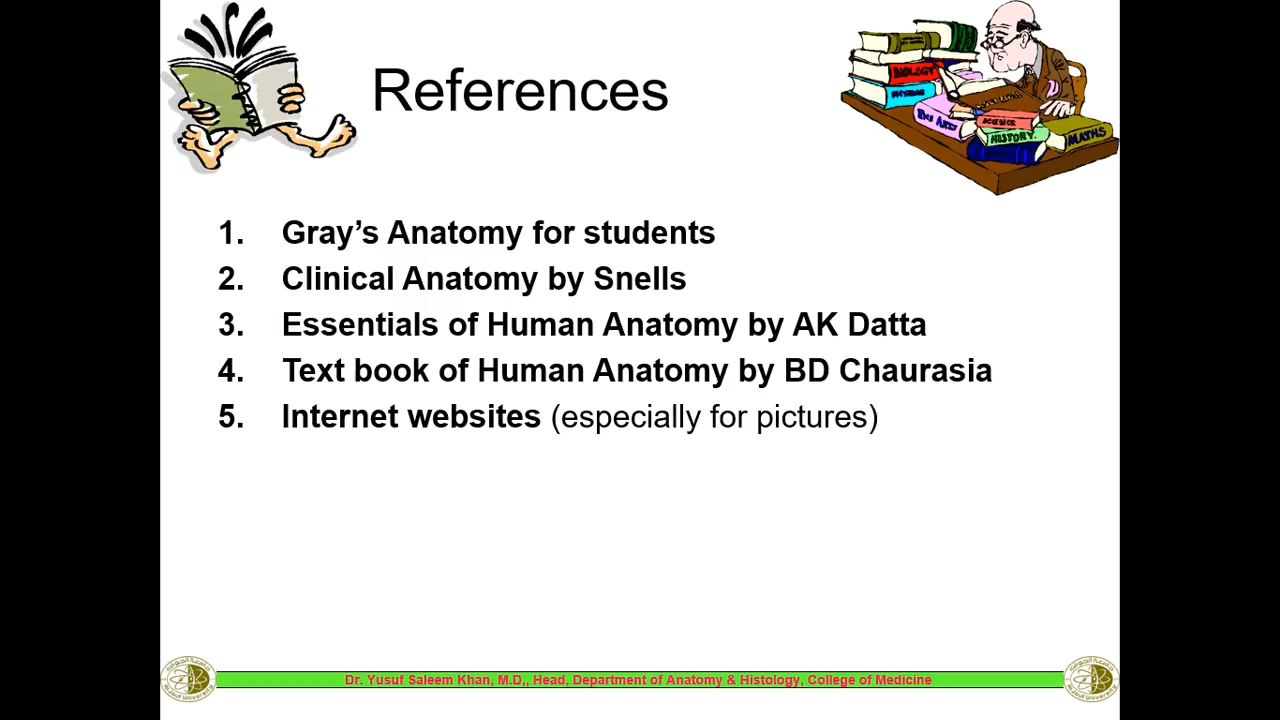 References
BIOLOGY
SCIENCE
HISTORY
MATHS
1. Gray’s Anatomy for students
2. Clinical Anatomy by Snells
3. Essentials of Human Anatomy by AK Datta
4. Text book of Human Anatomy by BD Chaurasia
5. Internet websites (especially for pictures)
Dr. Yusuf Saleem Khan, M.D,, Head, Department of Anatomy & Histology, College of Medicine